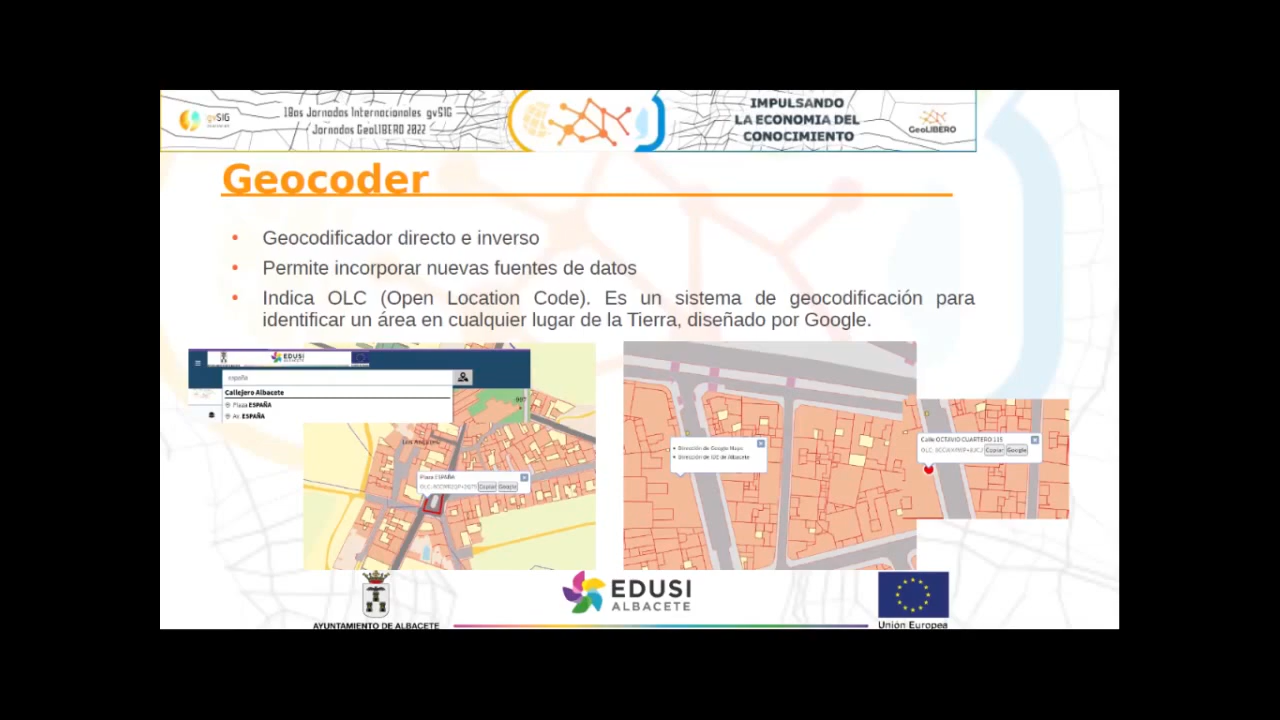 gvSIG
18as Jornadas Internacionales gvSIG
Jornadas GeoLIBERO 2022
IMPULSANDO
LA ECONOMIA DEL
CONOCIMIENTO
GeoLIBERO
Geocoder
• Geocodificador directo e inverso
• Permite incorporar nuevas fuentes de datos
• Indica OLC (Open Location Code). Es un sistema de geocodificación para
identificar un área en cualquier lugar de la Tierra, diseñado por Google.
EDUSI
ALBACETE
españa
Callejero Albacete
Plaza ESPAÑA
Av. ESPAÑA
Plaza ESPAÑA
Copiar Google
• Dirección de Google Maps
• Dirección de IDE de Albacete
Calle OCTAVIO CUARTERO 115
Copiar Google
AYUNTAMIENTO DE ALBACETE
EDUSI
ALBACETE
Unión Europea